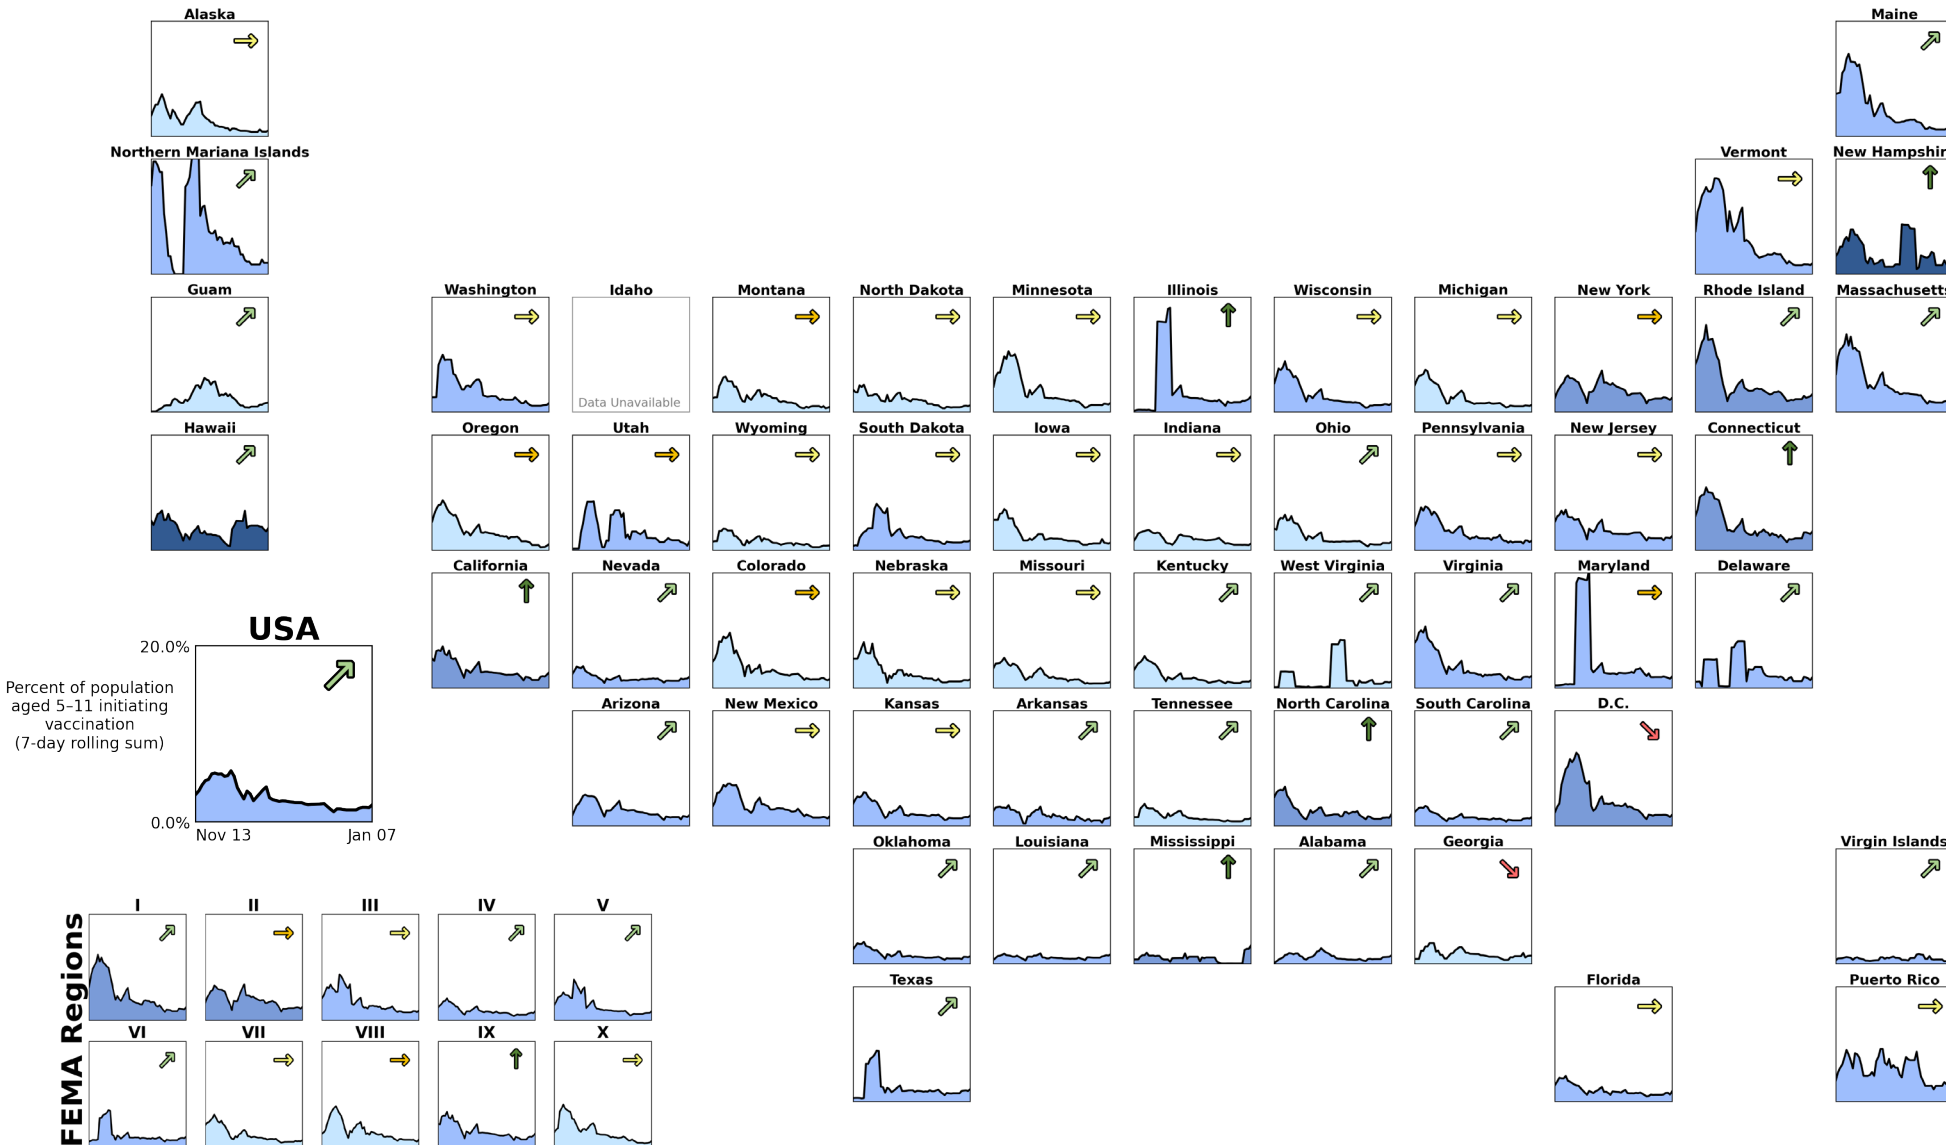 Alaska
Maine
Northern Mariana Islands
Vermont
New Hampshir
Guam
Washington
Idaho
Montana
North Dakota
Minnesota
Illinois
Wisconsin
Michigan
New York
Rhode Island
Massachusetts
Data Unavailable
Hawaii
Oregon
Utah
Wyoming
South Dakota
Iowa
Indiana
Ohio
Pennsylvania
New Jersey
Connecticut
California
Nevada
Colorado
Nebraska
Missouri
Kentucky
West Virginia
Virginia
Maryland
Delaware
USA
20.0%
Percent of population
aged 5–11 initiating
vaccination
(7-day rolling sum)
0.0%
Nov 13
Jan 07
Arizona
New Mexico
Kansas
Arkansas
Tennessee
North Carolina
South Carolina
D.C.
Oklahoma
Louisiana
Mississippi
Alabama
Georgia
Virgin Islands
Texas
Florida
Puerto Rico
FEMA Regions
I
II
III
IV
V
VI
VII
VIII
IX
X